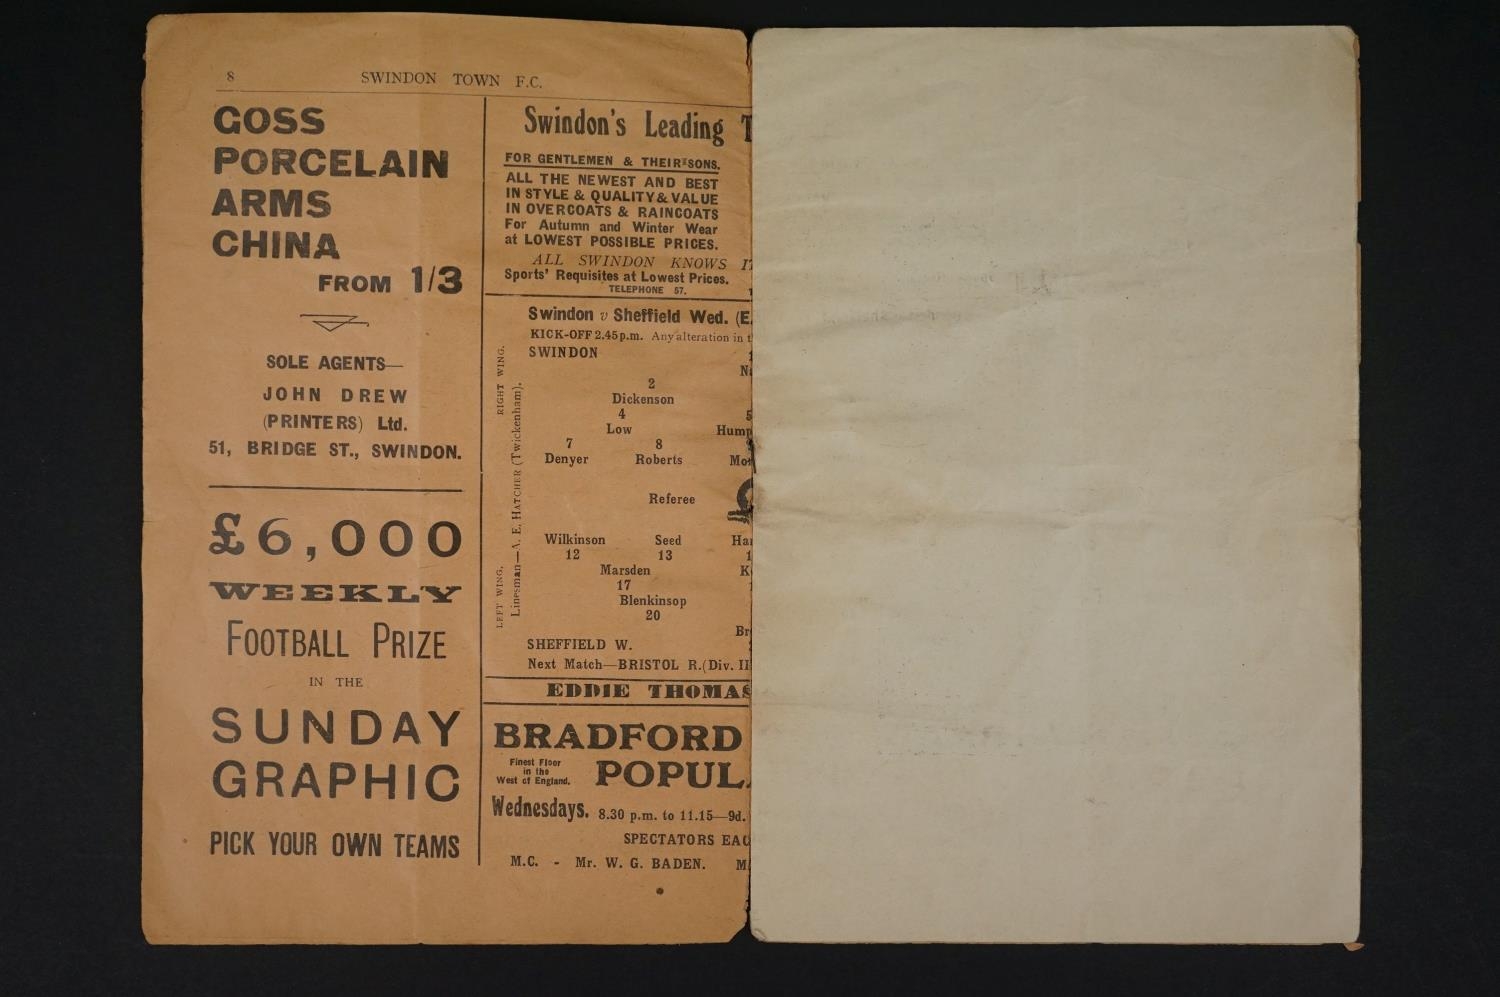 8
SWINDON TOWN F.C.
GOSS
PORCELAIN
ARMS
CHINA
FROM 1/3
SOLE AGENTS—
JOHN DREW
(PRINTERS) Ltd.
51, BRIDGE ST., SWINDON.
£6,000
WEEKLY
FOOTBALL PRIZE
IN THE
SUNDAY
GRAPHIC
PICK YOUR OWN TEAMS
Swindon's Leading
FOR GENTLEMEN & THEIR SONS.
ALL THE NEWEST AND BEST
IN STYLE & QUALITY & VALUE
IN OVERCOATS & RAINCOATS
For Autumn and Winter Wear
at LOWEST POSSIBLE PRICES.
ALL SWINDON KNOWS
Sports' Requisites at Lowest Prices.
TELEPHONE 57.
Swindon v Sheffield Wed. (E.
KICK-OFF 2.45 p.m. Any alteration in
SWINDON
2
Dickenson
4 5
Low Hump
7 8
Denyer Roberts
Referee
Wilkinson Seed
12 13
Marsden
17
Blenkinsop
20
SHEFFIELD W.
Next Match—BRISTOL R. (Div. II
RIGHT WING.
LEFT WING.
Linesman—A. E. HATCHER (Twickenham).
EDDIE THOMAS
BRADFORD
Finest Floor
in the
West of England.
POPUL
Wednesdays. 8.30 p.m. to 11.15—9d.
SPECTATORS EAC
M.C. - Mr. W. G. BADEN.